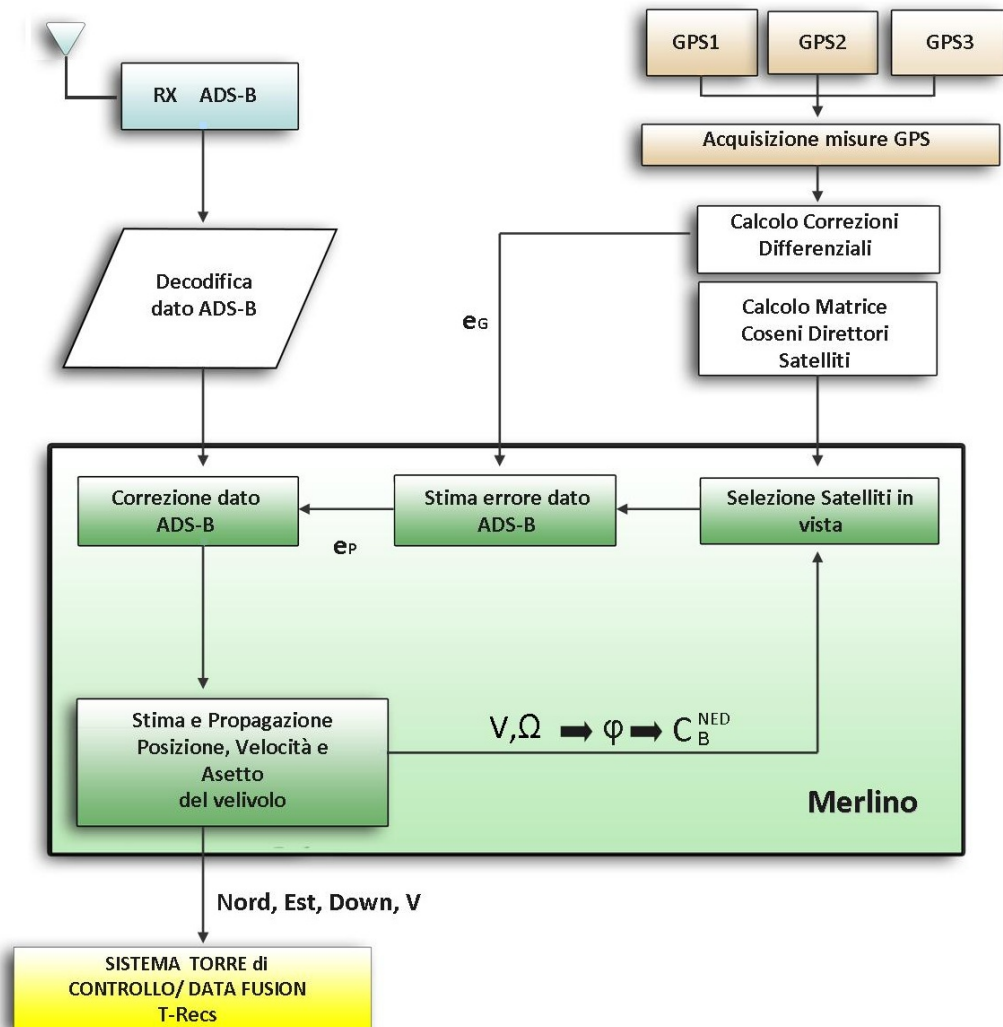 GPS1
GPS2
GPS3
RX ADS-B
Acquisizione misure GPS
Calcolo Correzioni
Differenziali
Decodifica
dato ADS-B
Calcolo Matrice
Coseni Direttori
Satelliti
eG
Correzione dato
ADS-B
Stima errore dato
ADS-B
Selezione Satelliti in
vista
eP
Stima e Propagazione
Posizione, Velocità e
Asetto
del velivolo
V,Ω ➡ φ ➡ C_B^NED
Merlino
Nord, Est, Down, V
SISTEMA TORRE di
CONTROLLO/ DATA FUSION
T-Recs